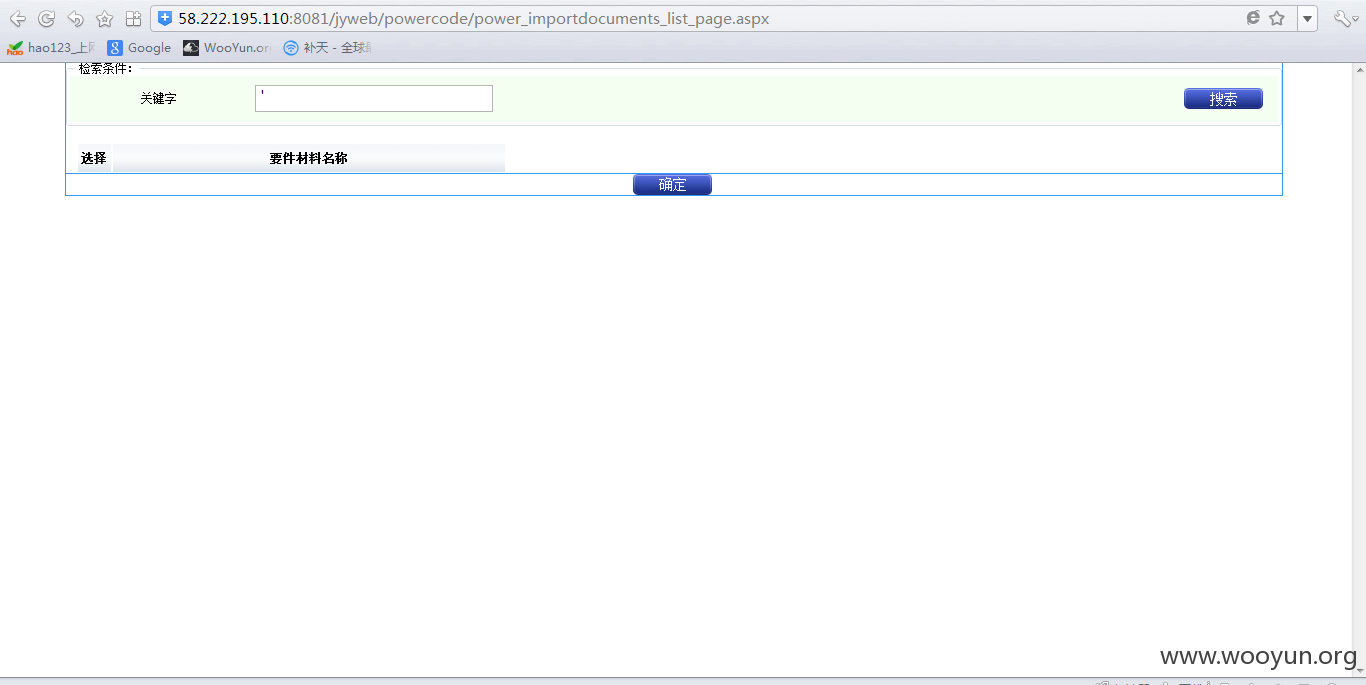 58.222.195.110:8081/jyweb/powercode/power_importdocuments_list_page.aspx
hao123_上网 Google WooYun.org 补天 - 全球
检索条件：
关键字 ' 搜索
选择 要件材料名称
确定
www.wooyun.org